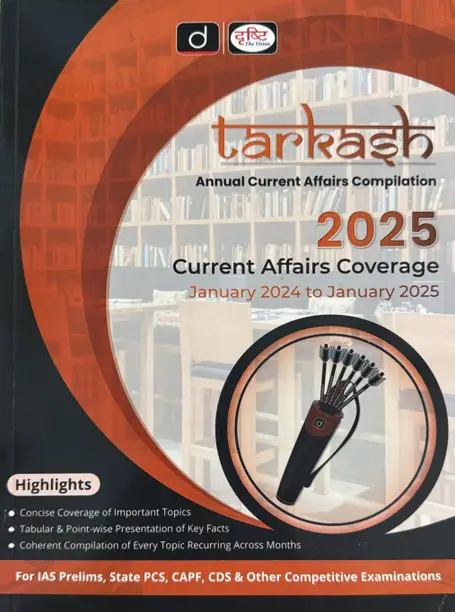 d
दृष्टि
The Vision
tarkash
Annual Current Affairs Compilation
2025
Current Affairs Coverage
January 2024 to January 2025
d
Highlights
Concise Coverage of Important Topics
Tabular & Point-wise Presentation of Key Facts
Coherent Compilation of Every Topic Recurring Across Months
For IAS Prelims, State PCS, CAPF, CDS & Other Competitive Examinations